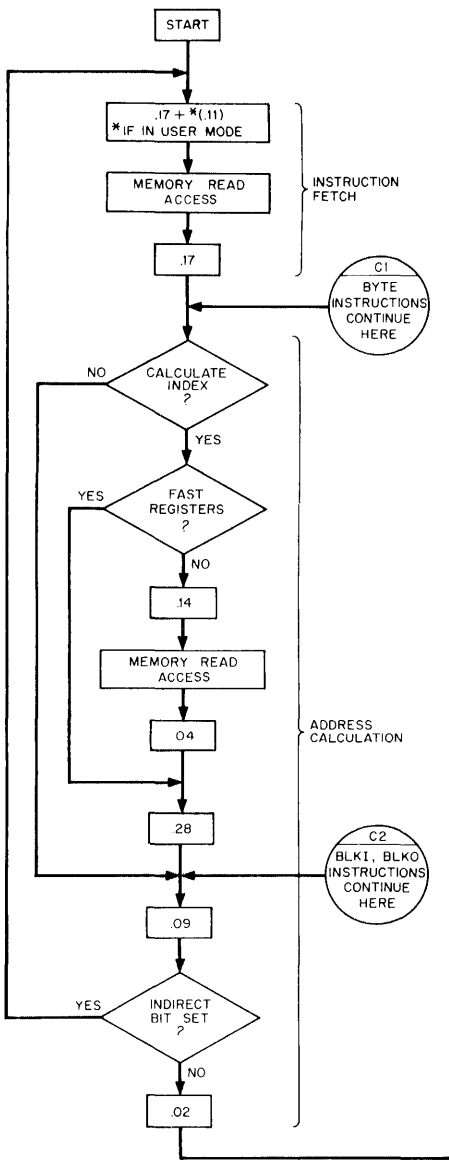 START
.17 + *(.11)
*IF IN USER MODE
MEMORY READ
ACCESS
INSTRUCTION
FETCH
.17
C1
BYTE
INSTRUCTIONS
CONTINUE
HERE
NO
CALCULATE
INDEX
?
YES
YES
FAST
REGISTERS
?
NO
.14
MEMORY READ
ACCESS
.04
ADDRESS
CALCULATION
.28
C2
BLKI, BLKO
INSTRUCTIONS
CONTINUE
HERE
.09
YES
INDIRECT
BIT SET
?
NO
.02